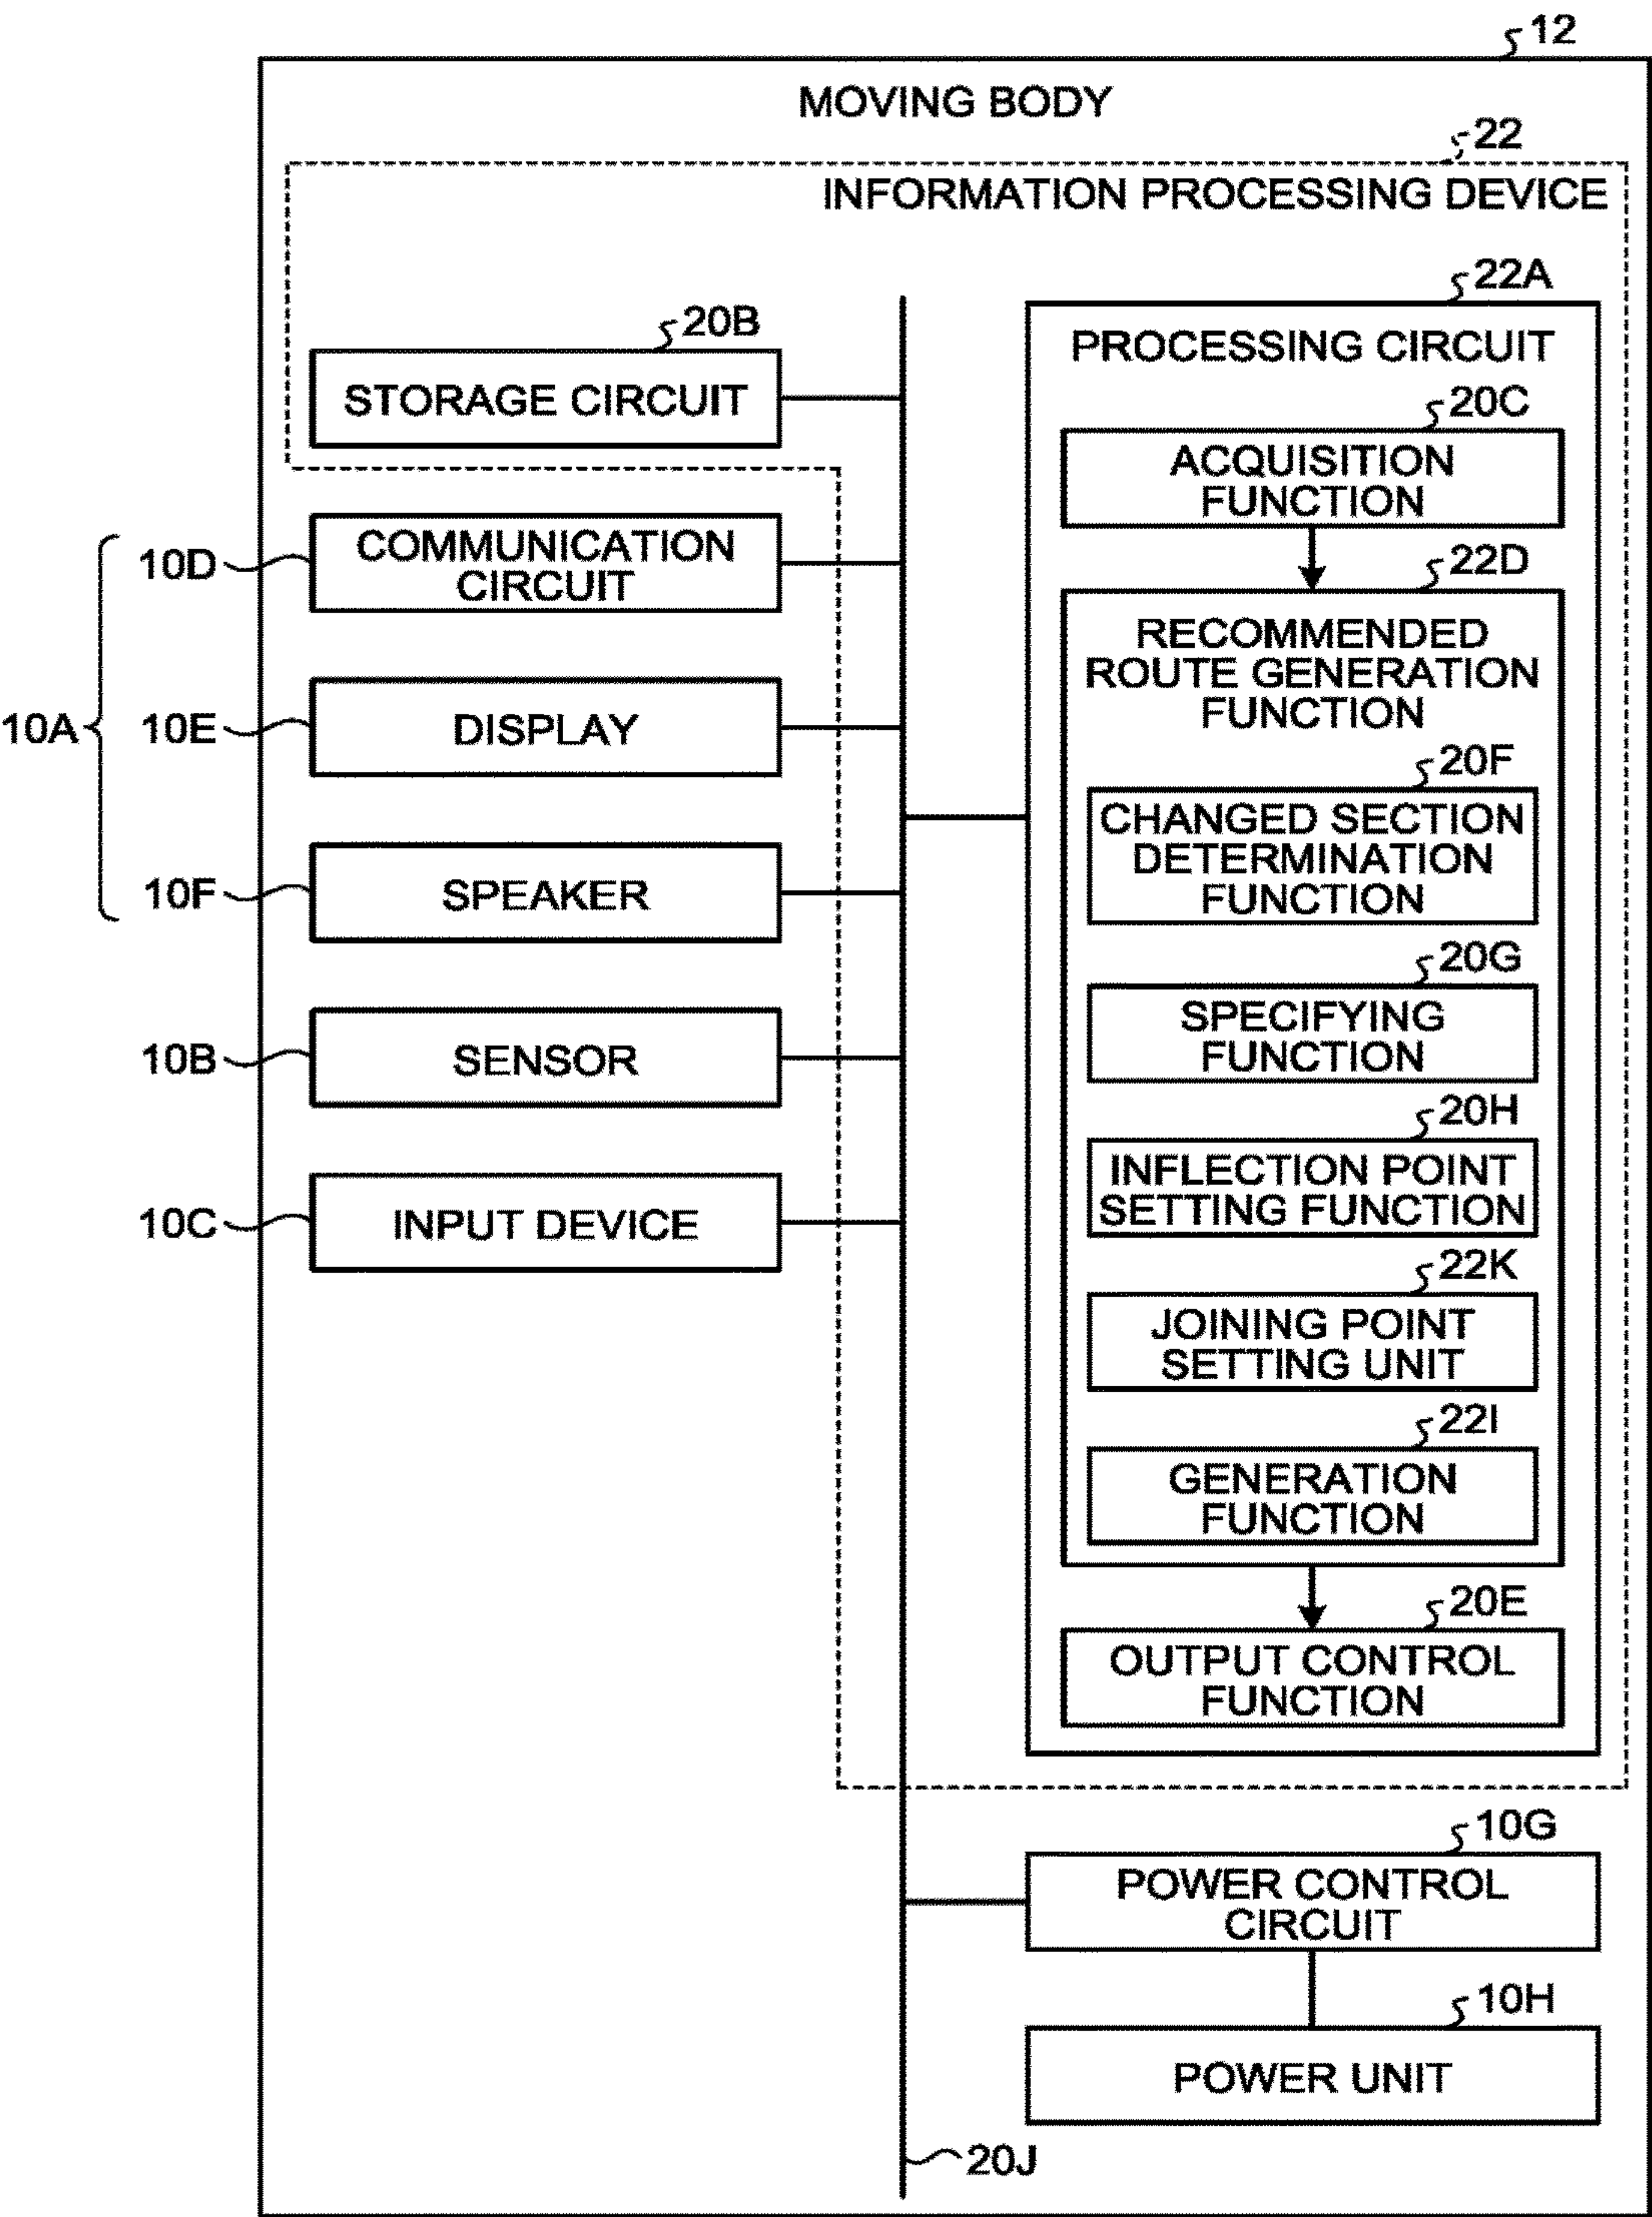 12
MOVING BODY
22
INFORMATION PROCESSING DEVICE
22A
PROCESSING CIRCUIT
20B
STORAGE CIRCUIT
10A
10D
COMMUNICATION
CIRCUIT
10E
DISPLAY
10F
SPEAKER
10B
SENSOR
10C
INPUT DEVICE
20C
ACQUISITION
FUNCTION
22D
RECOMMENDED
ROUTE GENERATION
FUNCTION
20F
CHANGED SECTION
DETERMINATION
FUNCTION
20G
SPECIFYING
FUNCTION
20H
INFLECTION POINT
SETTING FUNCTION
22K
JOINING POINT
SETTING UNIT
22I
GENERATION
FUNCTION
20E
OUTPUT CONTROL
FUNCTION
10G
POWER CONTROL
CIRCUIT
10H
POWER UNIT
20J